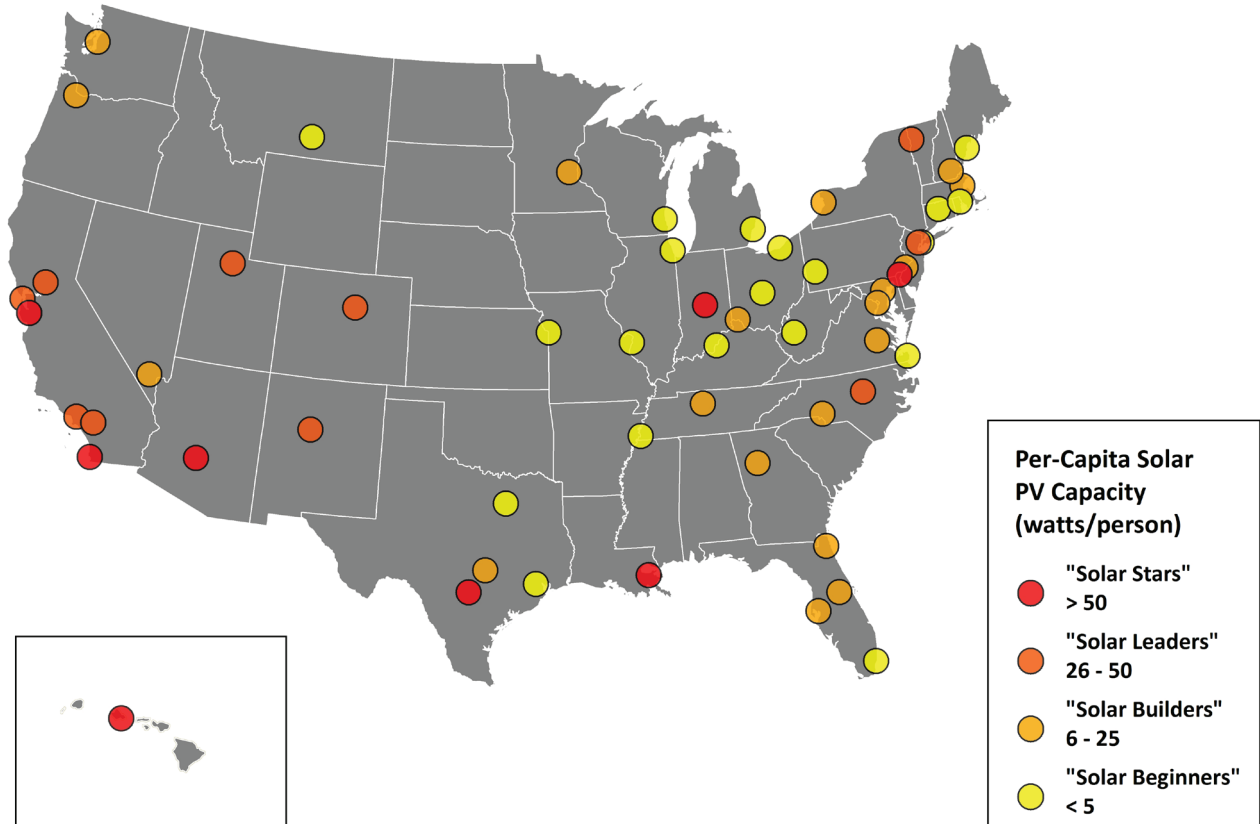 Per-Capita Solar
PV Capacity
(watts/person)
"Solar Stars"
> 50
"Solar Leaders"
26 - 50
"Solar Builders"
6 - 25
"Solar Beginners"
< 5